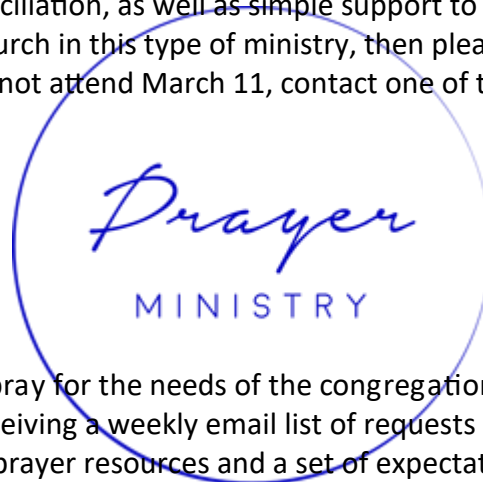 ciliation, as well as simple support to
urch in this type of ministry, then plea
not attend March 11, contact one of t
Prayer
MINISTRY
pray for the needs of the congregation
eiving a weekly email list of requests
prayer resources and a set of expectat